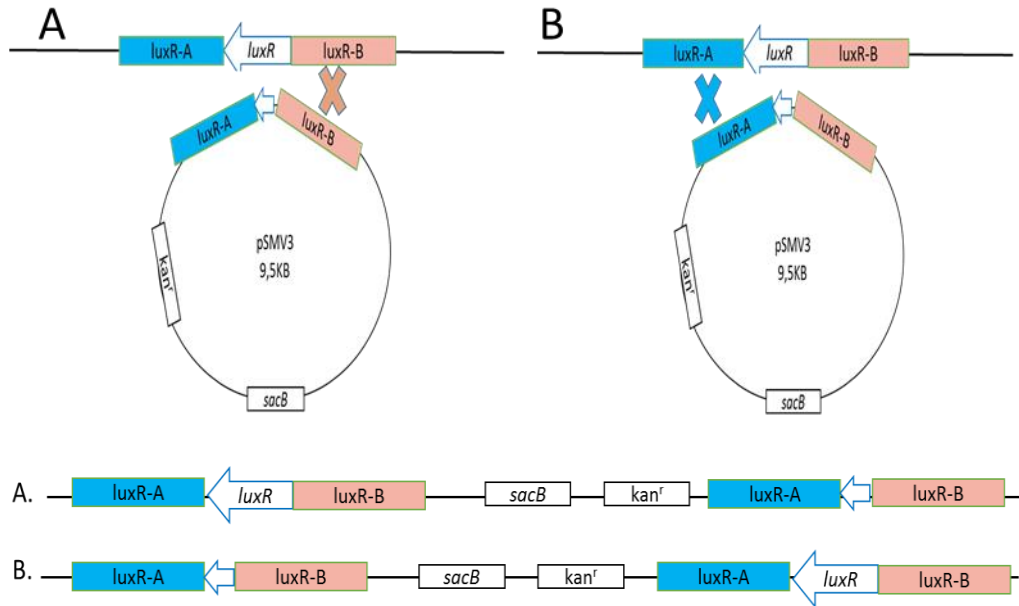 A
luxR-A luxR luxR-B
luxR-A luxR-B
pSMV3
9,5KB
kanʳ
sacB
B
luxR-A luxR luxR-B
luxR-A luxR-B
pSMV3
9,5KB
kanʳ
sacB
A. luxR-A luxR luxR-B sacB kanʳ luxR-A luxR-B
B. luxR-A luxR-B sacB kanʳ luxR-A luxR luxR-B